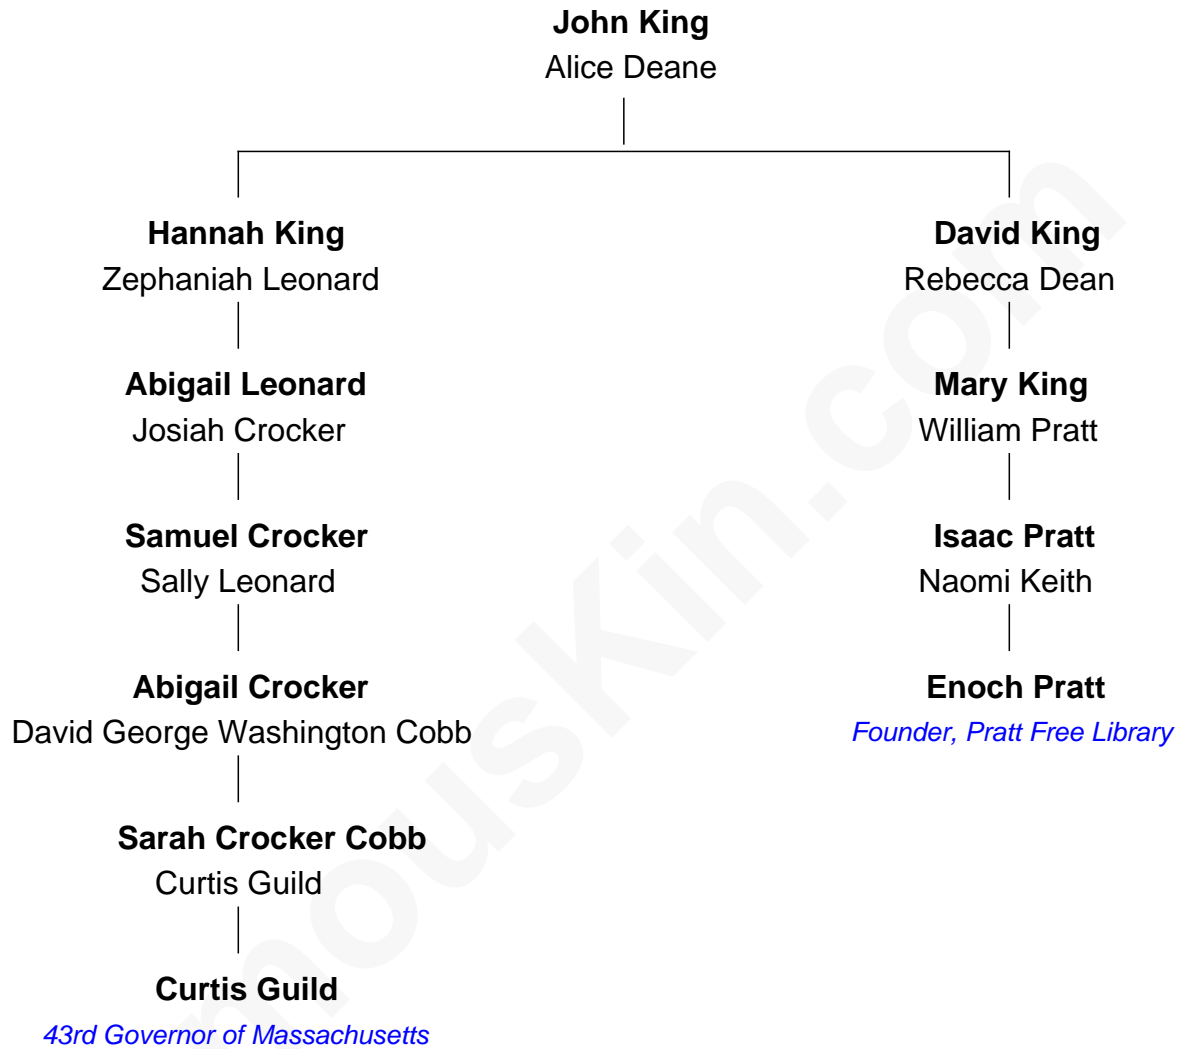 John King
Alice Deane
Hannah King
Zephaniah Leonard
David King
Rebecca Dean
Abigail Leonard
Josiah Crocker
Mary King
William Pratt
Samuel Crocker
Sally Leonard
Isaac Pratt
Naomi Keith
Abigail Crocker
David George Washington Cobb
Enoch Pratt
Founder, Pratt Free Library
Sarah Crocker Cobb
Curtis Guild
Curtis Guild
43rd Governor of Massachusetts
mousKin.com